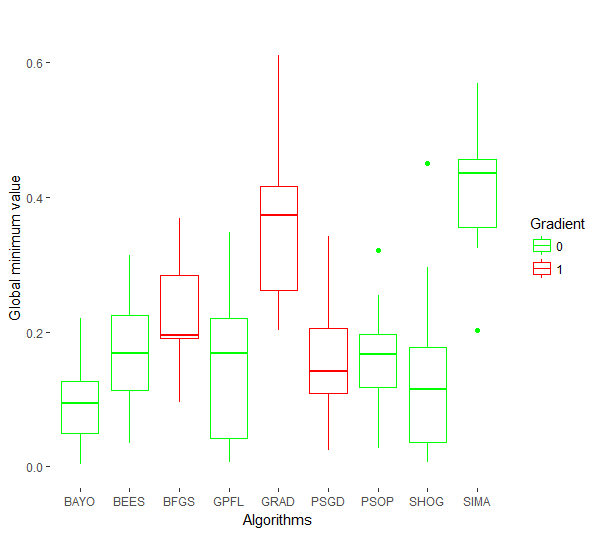 Global minimum value
0.6
0.4
0.2
0.0
BAYO BEES BFGS GPFL GRAD PSGD PSOP SHOG SIMA
Algorithms
Gradient
0
1